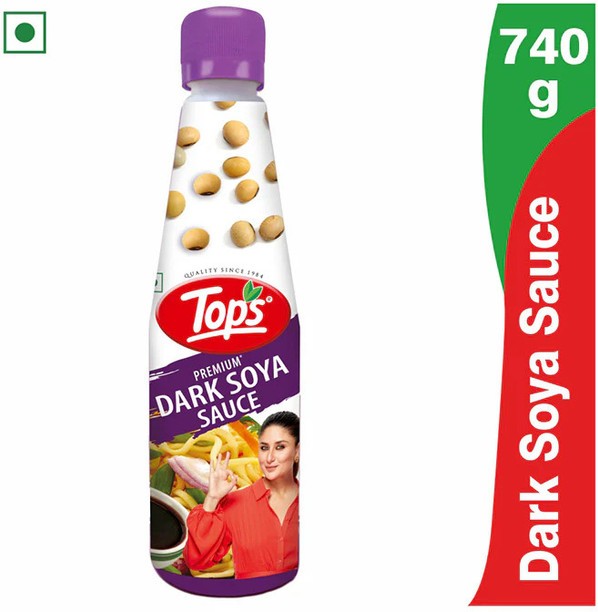 740
g
Dark Soya Sauce
QUALITY SINCE 1984
Tops
PREMIUM*
DARK SOYA
SAUCE